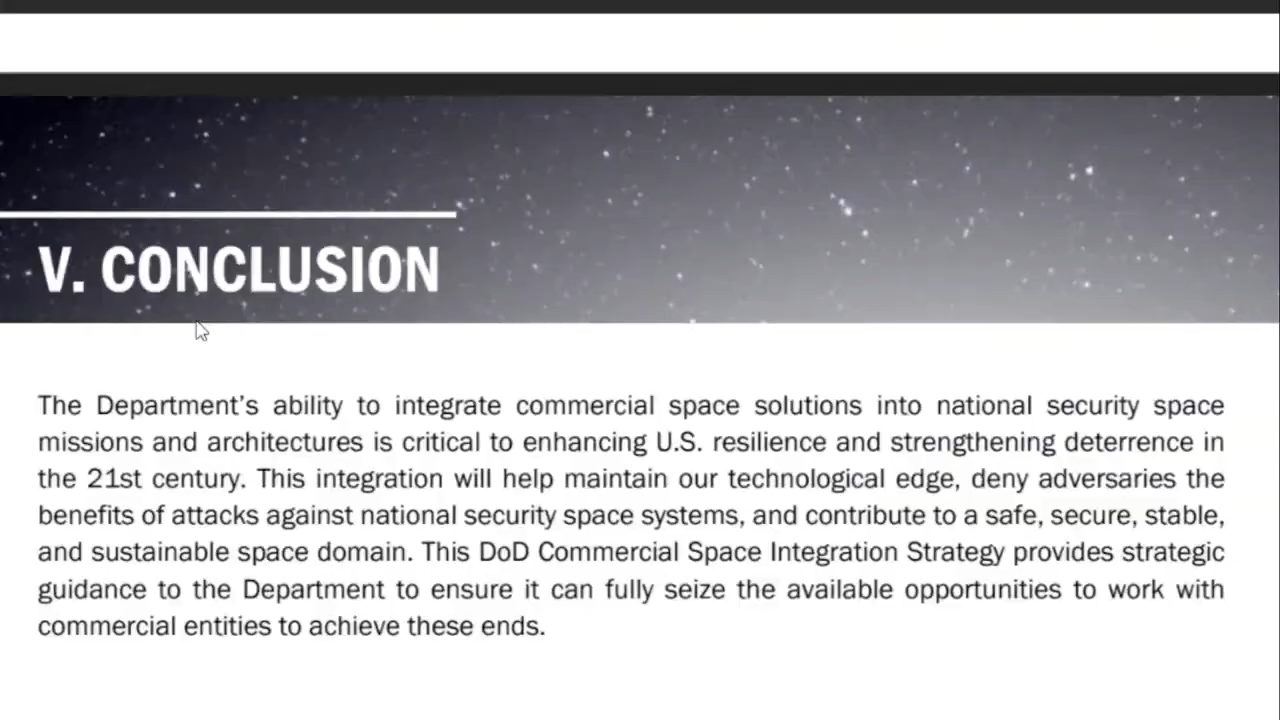 V. CONCLUSION
The Department’s ability to integrate commercial space solutions into national security space
missions and architectures is critical to enhancing U.S. resilience and strengthening deterrence in
the 21st century. This integration will help maintain our technological edge, deny adversaries the
benefits of attacks against national security space systems, and contribute to a safe, secure, stable,
and sustainable space domain. This DoD Commercial Space Integration Strategy provides strategic
guidance to the Department to ensure it can fully seize the available opportunities to work with
commercial entities to achieve these ends.